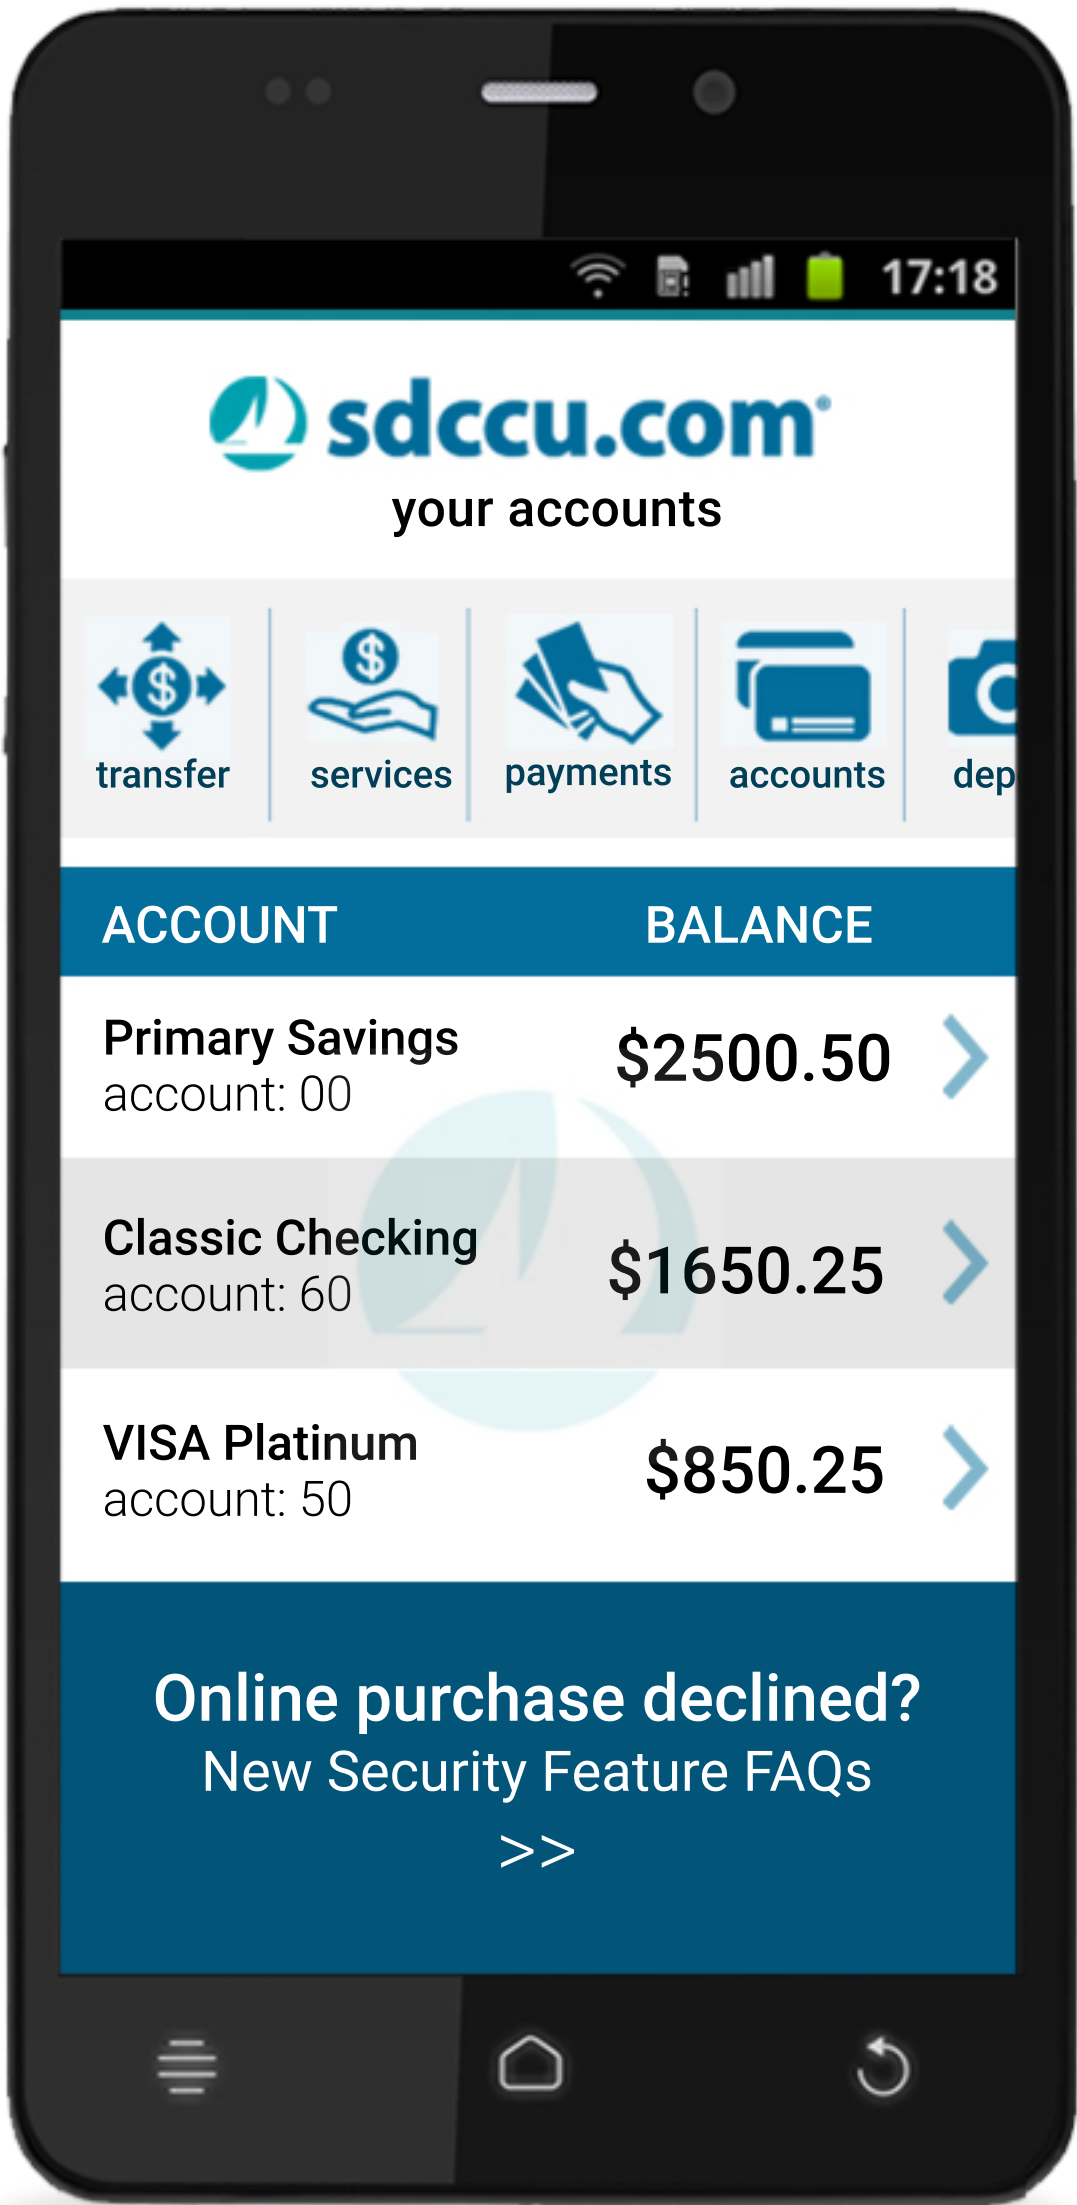 17:18
sdccu.com®
your accounts
transfer services payments accounts dep
ACCOUNT BALANCE
Primary Savings
account: 00
$2500.50
Classic Checking
account: 60
$1650.25
VISA Platinum
account: 50
$850.25
Online purchase declined?
New Security Feature FAQs
>>